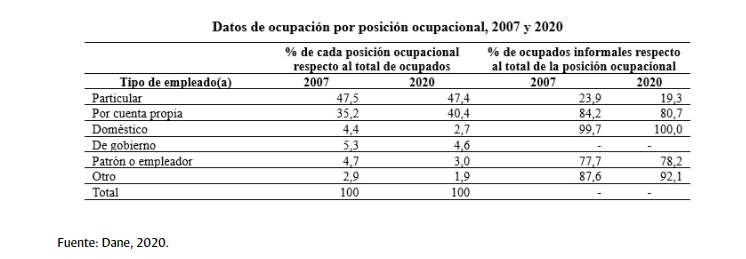 Datos de ocupación por posición ocupacional, 2007 y 2020
% de cada posición ocupacional % de ocupados informales respecto
respecto al total de ocupados al total de la posición ocupacional
Tipo de empleado(a) 2007 2020 2007 2020
Particular 47,5 47,4 23,9 19,3
Por cuenta propia 35,2 40,4 84,2 80,7
Doméstico 4,4 2,7 99,7 100,0
De gobierno 5,3 4,6 - -
Patrón o empleador 4,7 3,0 77,7 78,2
Otro 2,9 1,9 87,6 92,1
Total 100 100 - -
Fuente: Dane, 2020.